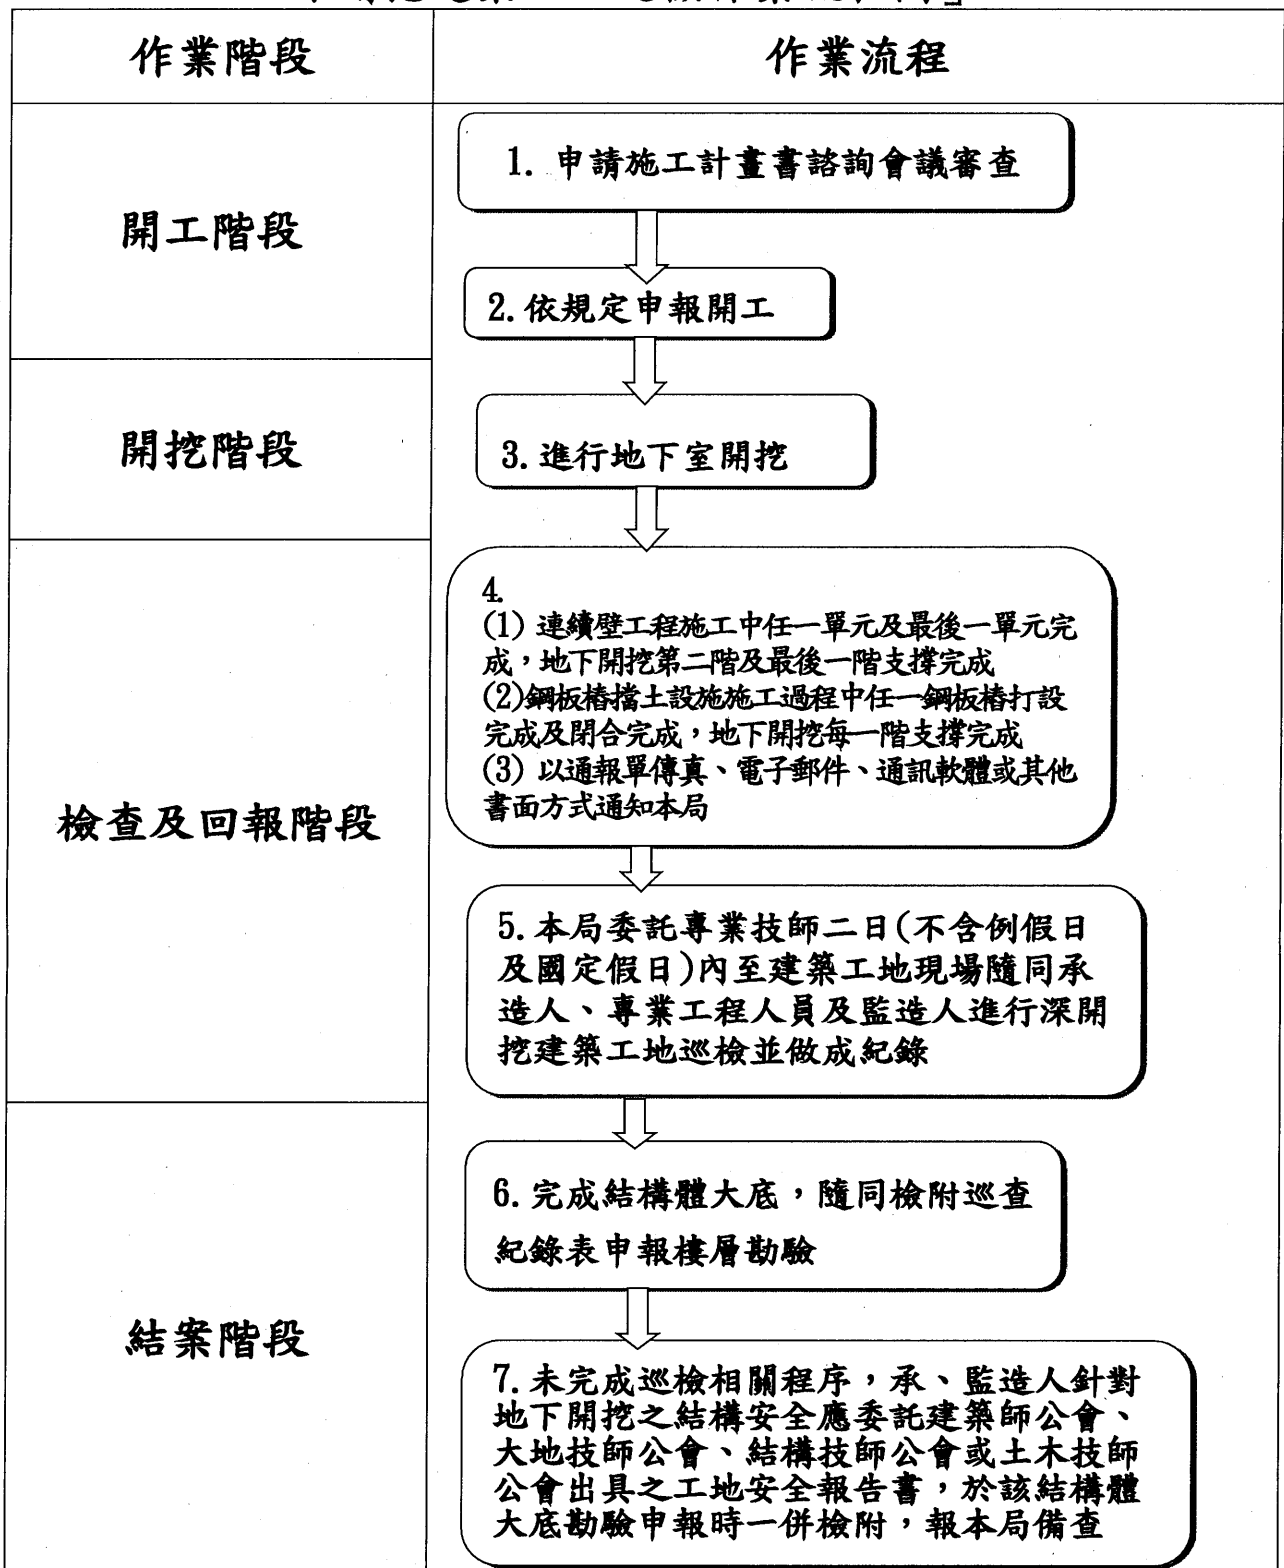 作業階段
作業流程
開工階段
1. 申請施工計畫書諮詢會議審查
2. 依規定申報開工
開挖階段
3. 進行地下室開挖
檢查及回報階段
4.
(1) 連續壁工程施工中任一單元及最後一單元完
成，地下開挖第二階及最後一階支撐完成
(2)鋼板樁擋土設施施工過程中任一鋼板樁打設
完成及閉合完成，地下開挖每一階支撐完成
(3) 以通報單傳真、電子郵件、通訊軟體或其他
書面方式通知本局
5. 本局委託專業技師二日(不含例假日
及國定假日)內至建築工地現場隨同承
造人、專業工程人員及監造人進行深開
挖建築工地巡檢並做成紀錄
結案階段
6. 完成結構體大底，隨同檢附巡查
紀錄表申報樓層勘驗
7. 未完成巡檢相關程序，承、監造人針對
地下開挖之結構安全應委託建築師公會、
大地技師公會、結構技師公會或土木技師
公會出具之工地安全報告書，於該結構體
大底勘驗申報時一併檢附，報本局備查